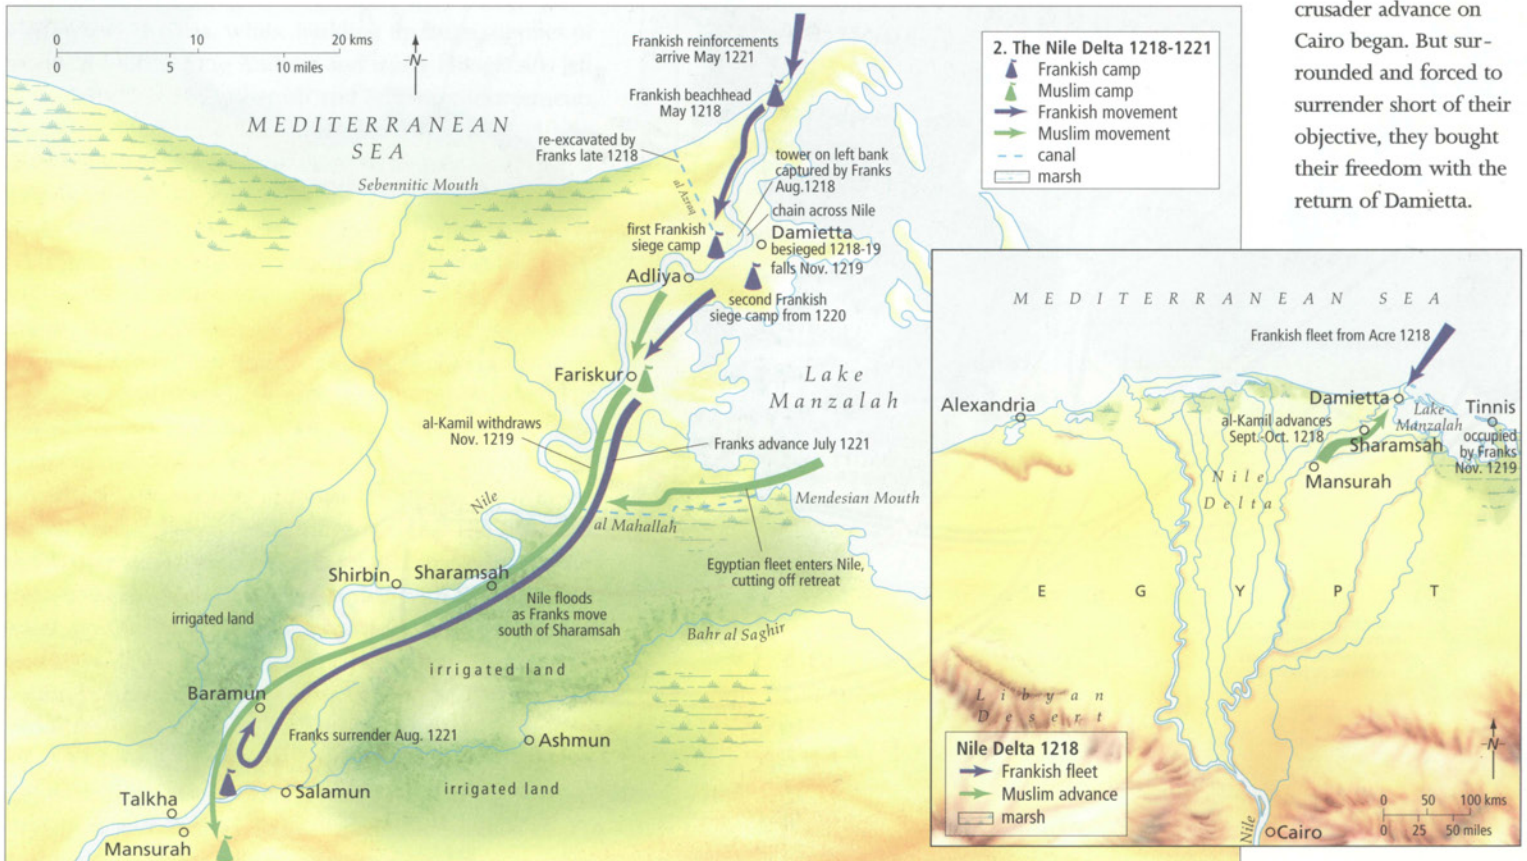 crusader advance on
Cairo began. But sur-
rounded and forced to
surrender short of their
objective, they bought
their freedom with the
return of Damietta.
0 10 20 kms
0 5 10 miles
N
MEDITERRANEAN
SEA
Sebennitic Mouth
Frankish reinforcements
arrive May 1221
Frankish beachhead
May 1218
re-excavated by
Franks late 1218
al Azraq
tower on left bank
captured by Franks
Aug.1218
chain across Nile
first Frankish
siege camp
Damietta
besieged 1218-19
falls Nov. 1219
Adliya
second Frankish
siege camp from 1220
Fariskur
Lake
Manzalah
al-Kamil withdraws
Nov. 1219
Franks advance July 1221
Nile
Mendesian Mouth
al Mahallah
Egyptian fleet enters Nile,
cutting off retreat
Shirbin
Sharamsah
Nile floods
as Franks move
south of Sharamsah
irrigated land
Bahr al Saghir
irrigated land
Baramun
Franks surrender Aug. 1221
Ashmun
Salamun
irrigated land
Talkha
Mansurah
2. The Nile Delta 1218-1221
Frankish camp
Muslim camp
Frankish movement
Muslim movement
canal
marsh
MEDITERRANEAN SEA
Frankish fleet from Acre 1218
Alexandria
Damietta
al-Kamil advances
Sept.-Oct. 1218
Lake
Manzalah
Tinnis
occupied
by Franks
Nov. 1219
Sharamsah
Mansurah
Nile
Delta
EGYPT
Libyan
Desert
Nile Delta 1218
Frankish fleet
Muslim advance
marsh
N
0 50 100 kms
0 25 50 miles
Nile
Cairo